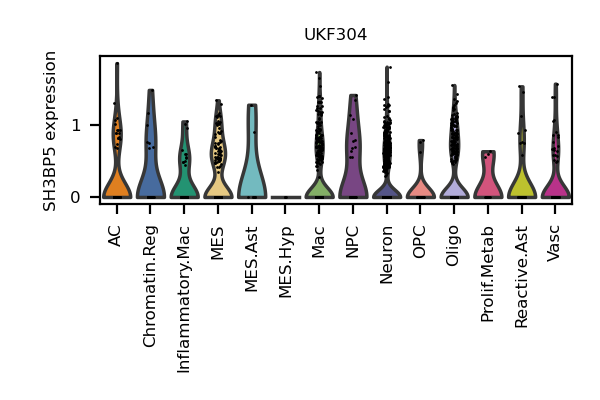 UKF304
SH3BP5 expression
1
0
AC
Chromatin.Reg
Inflammatory.Mac
MES
MES.Ast
MES.Hyp
Mac
NPC
Neuron
OPC
Oligo
Prolif.Metab
Reactive.Ast
Vasc